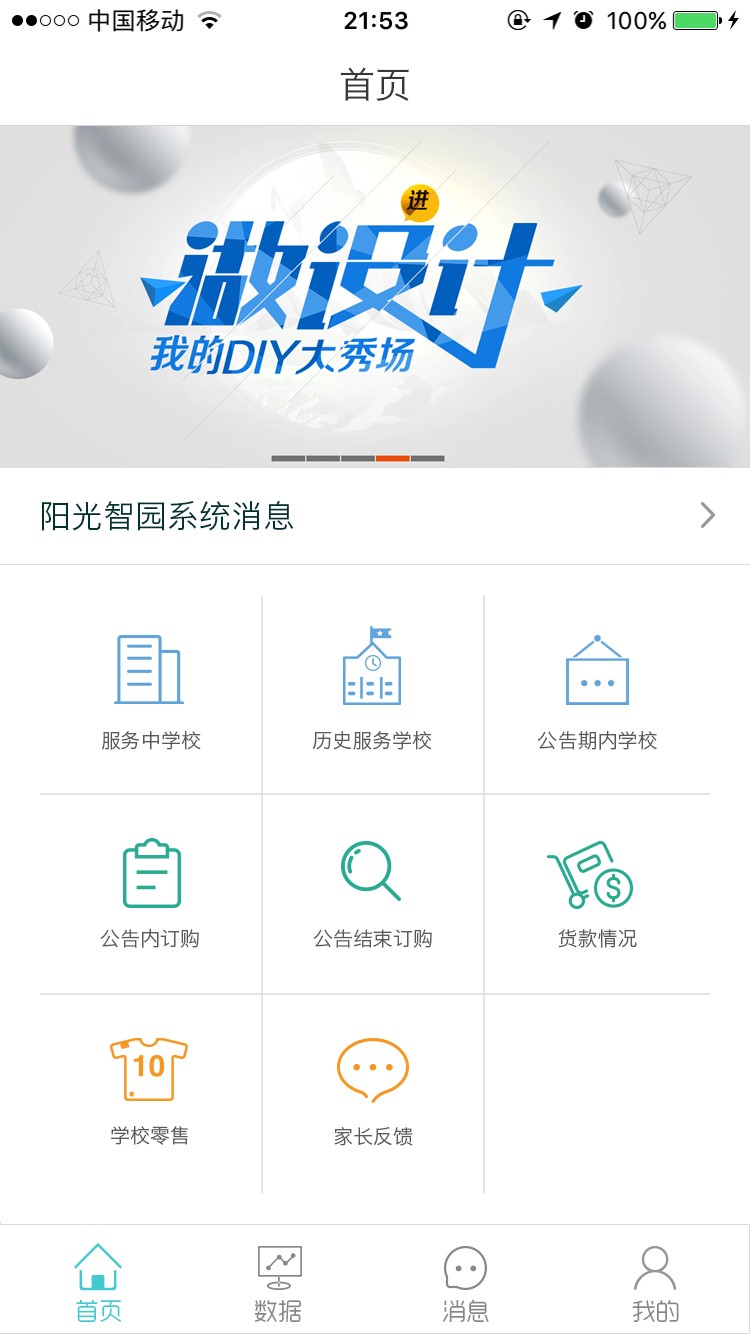 中国移动 21:53 100%
首页
进
做设计
我的DIY大秀场
阳光智园系统消息
服务中学校 历史服务学校 公告期内学校
公告内订购 公告结束订购 货款情况
$
10
学校零售 家长反馈
首页 数据 消息 我的